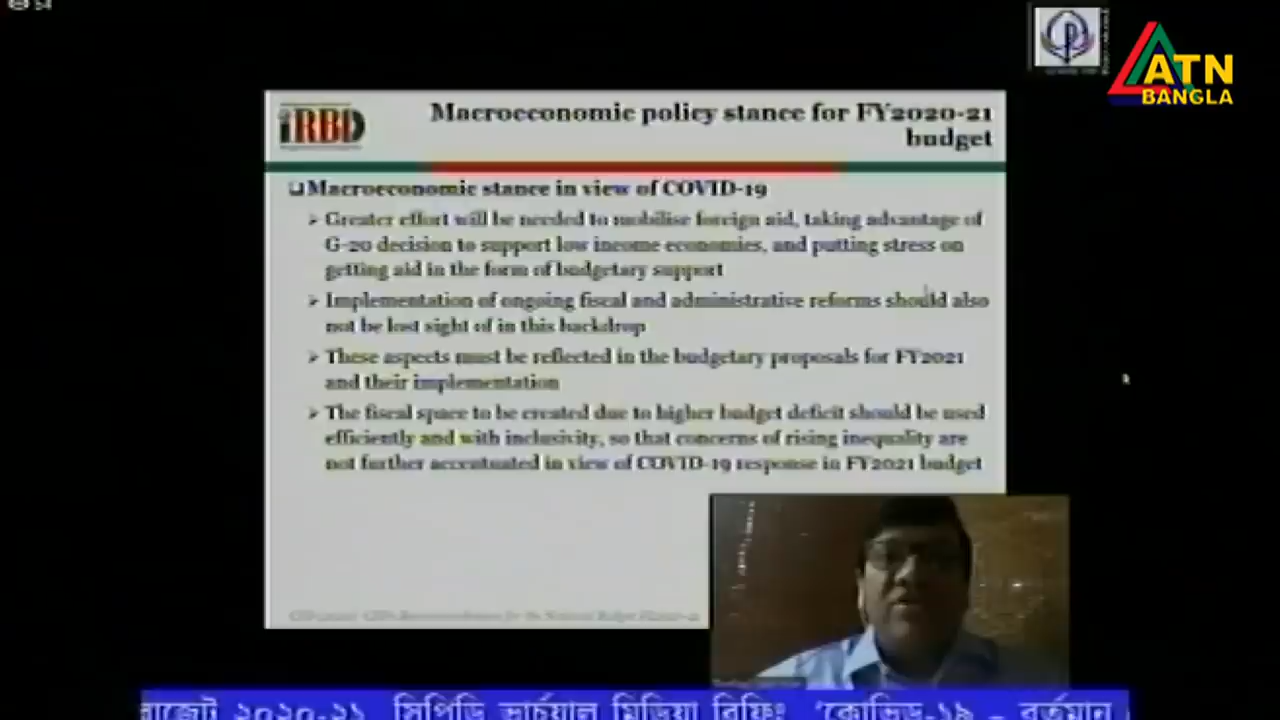 ATN
BANGLA
iRBD
Macroeconomic policy stance for FY2020-21
budget
❑Macroeconomic stance in view of COVID-19
➢ Greater effort will be needed to mobilise foreign aid, taking advantage of
G-20 decision to support low income economies, and putting stress on
getting aid in the form of budgetary support
➢ Implementation of ongoing fiscal and administrative reforms should also
not be lost sight of in this backdrop
➢ These aspects must be reflected in the budgetary proposals for FY2021
and their implementation
➢ The fiscal space to be created due to higher budget deficit should be used
efficiently and with inclusivity, so that concerns of rising inequality are
not further accentuated in view of COVID-19 response in FY2021 budget
বাজেট ২০২০-২১ সিপিডি ভার্চুয়াল মিডিয়া ব্রিফিং 'কোভিড-১৯ – বর্তমান